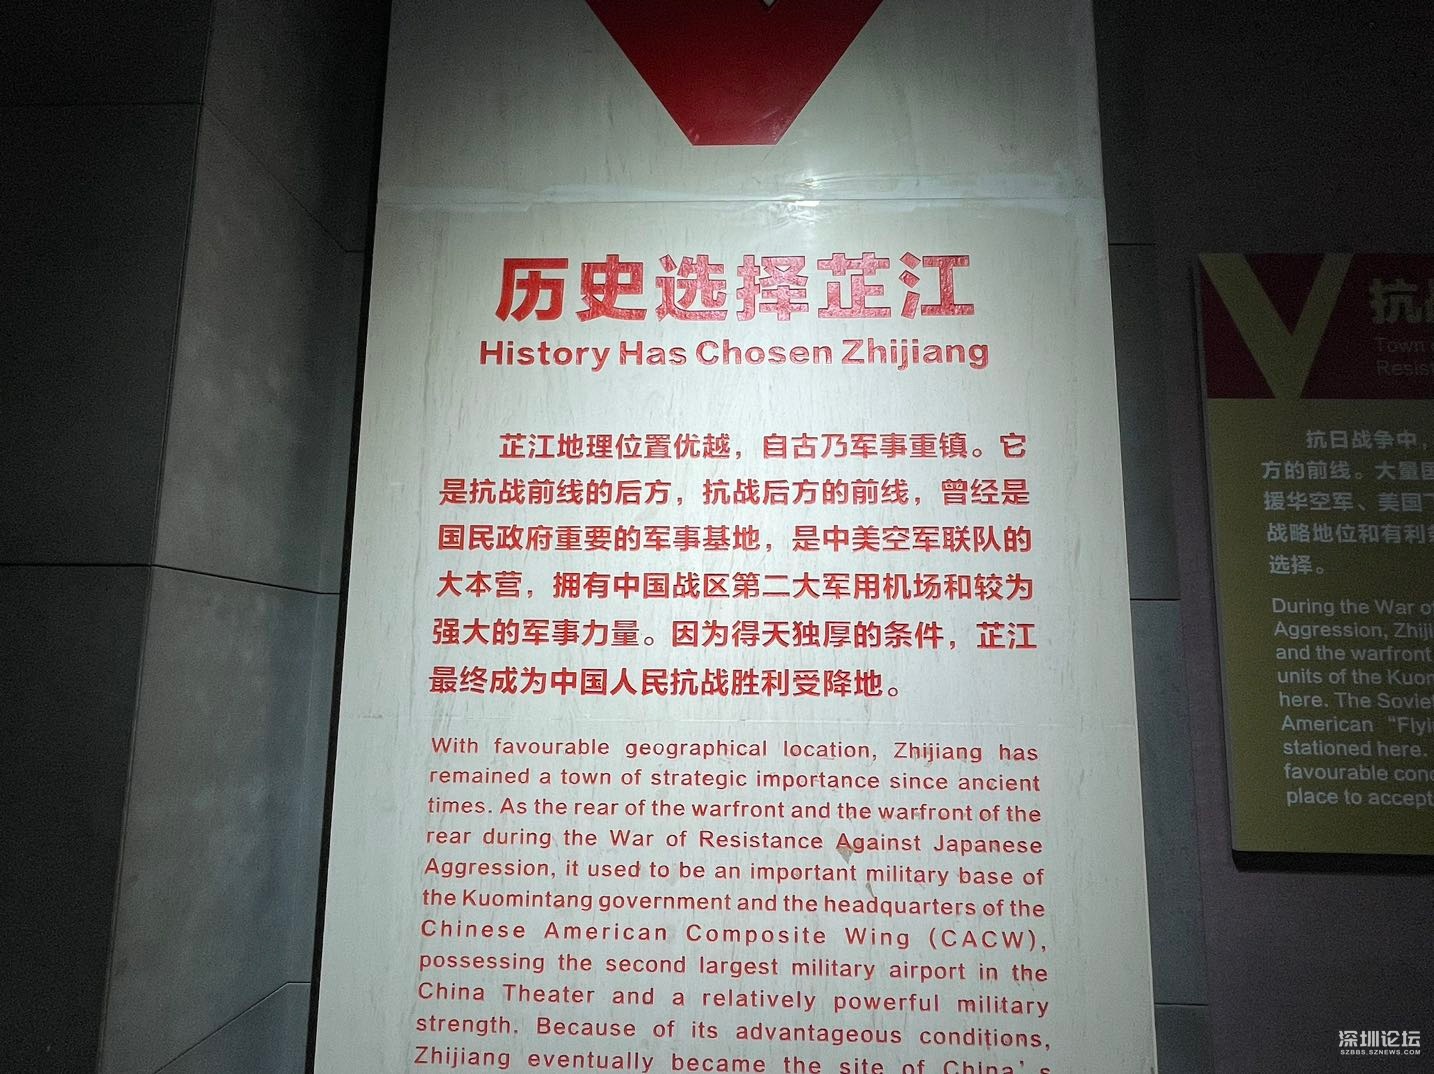 历史选择芷江
History Has Chosen Zhijiang
芷江地理位置优越，自古乃军事重镇。它
是抗战前线的后方，抗战后方的前线，曾经是
国民政府重要的军事基地，是中美空军联队的
大本营，拥有中国战区第二大军用机场和较为
强大的军事力量。因为得天独厚的条件，芷江
最终成为中国人民抗战胜利受降地。
With favourable geographical location, Zhijiang has
remained a town of strategic importance since ancient
times. As the rear of the warfront and the warfront of the
rear during the War of Resistance Against Japanese
Aggression, it used to be an important military base of
the Kuomintang government and the headquarters of the
Chinese American Composite Wing (CACW),
possessing the second largest military airport in the
China Theater and a relatively powerful military
strength. Because of its advantageous conditions,
Zhijiang eventually became the site of China's
抗
Town
Resis
抗日战争中，
方的前线。大量
援华空军、美国
战略地位和有利
选择。
During the War of
Aggression, Zhiji
and the warfront
units of the Kuom
here. The Soviet
American “Flyi
stationed here.
favourable con
place to accept
深圳论坛
SZBBS.SZNEWS.COM